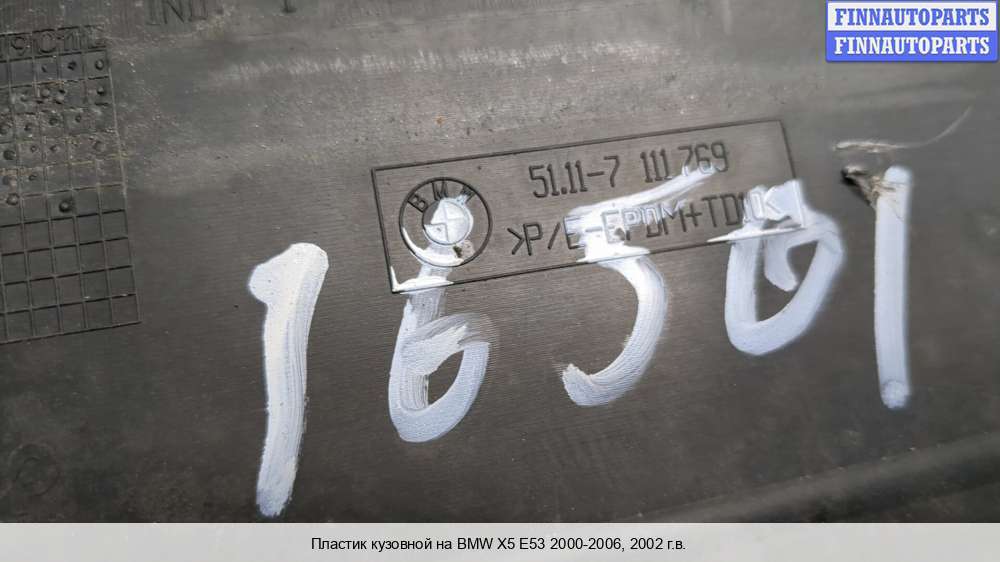 FINNAUTOPARTS
FINNAUTOPARTS
BMW
51.11-7 111 769
>P/E-EPDM+TD10<
16501
Пластик кузовной на BMW X5 E53 2000-2006, 2002 г.в.